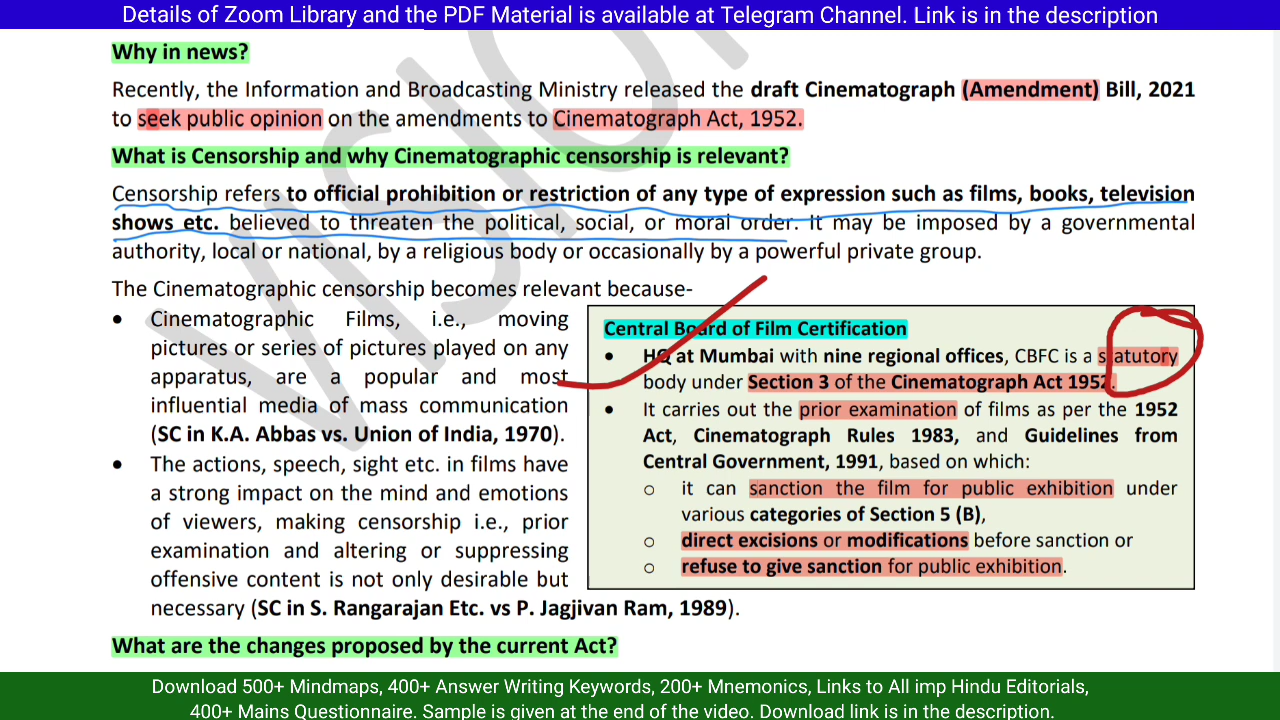 Details of Zoom Library and the PDF Material is available at Telegram Channel. Link is in the description
Why in news?
Recently, the Information and Broadcasting Ministry released the draft Cinematograph (Amendment) Bill, 2021
to seek public opinion on the amendments to Cinematograph Act, 1952.
What is Censorship and why Cinematographic censorship is relevant?
Censorship refers to official prohibition or restriction of any type of expression such as films, books, television
shows etc. believed to threaten the political, social, or moral order. It may be imposed by a governmental
authority, local or national, by a religious body or occasionally by a powerful private group.
The Cinematographic censorship becomes relevant because-
• Cinematographic Films, i.e., moving
pictures or series of pictures played on any
apparatus, are a popular and most
influential media of mass communication
(SC in K.A. Abbas vs. Union of India, 1970).
• The actions, speech, sight etc. in films have
a strong impact on the mind and emotions
of viewers, making censorship i.e., prior
examination and altering or suppressing
offensive content is not only desirable but
necessary (SC in S. Rangarajan Etc. vs P. Jagjivan Ram, 1989).
Central Board of Film Certification
• HQ at Mumbai with nine regional offices, CBFC is a statutory
body under Section 3 of the Cinematograph Act 1952.
• It carries out the prior examination of films as per the 1952
Act, Cinematograph Rules 1983, and Guidelines from
Central Government, 1991, based on which:
o it can sanction the film for public exhibition under
various categories of Section 5 (B),
o direct excisions or modifications before sanction or
o refuse to give sanction for public exhibition.
What are the changes proposed by the current Act?
Download 500+ Mindmaps, 400+ Answer Writing Keywords, 200+ Mnemonics, Links to All imp Hindu Editorials,
400+ Mains Questionnaire. Sample is given at the end of the video. Download link is in the description.